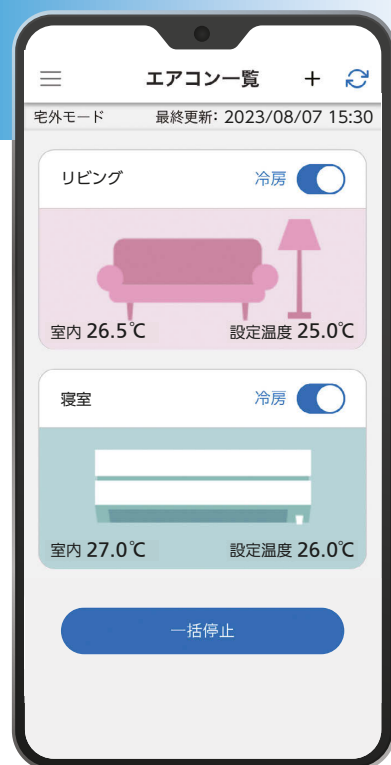 エアコン一覧 +
宅外モード 最終更新: 2023/08/07 15:30
リビング 冷房
室内 26.5℃ 設定温度 25.0℃
寝室 冷房
室内 27.0℃ 設定温度 26.0℃
一括停止